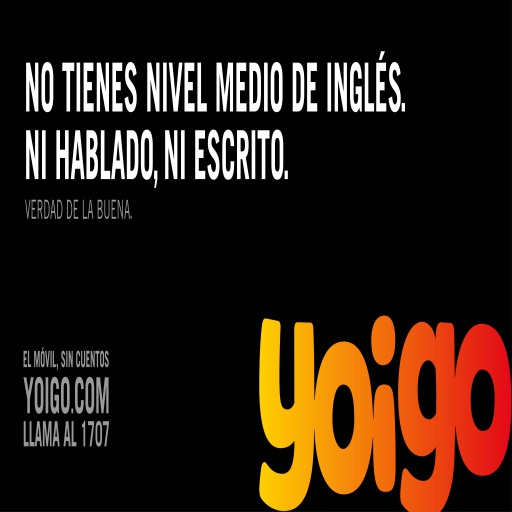 NO TIENES NIVEL MEDIO DE INGLÉS.
NI HABLADO, NI ESCRITO.
VERDAD DE LA BUENA.
EL MÓVIL, SIN CUENTOS
YOIGO.COM
LLAMA AL 1707
yoigo